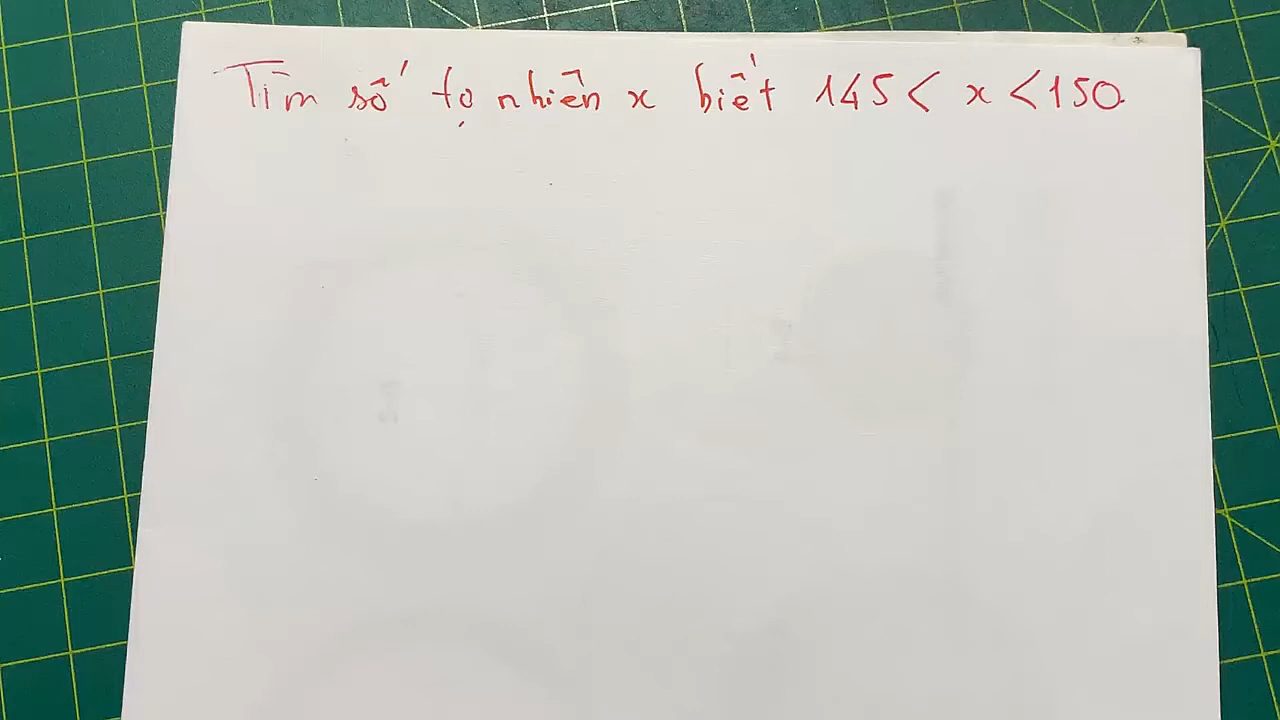 Tìm số tự nhiên x biết 145 < x < 150.